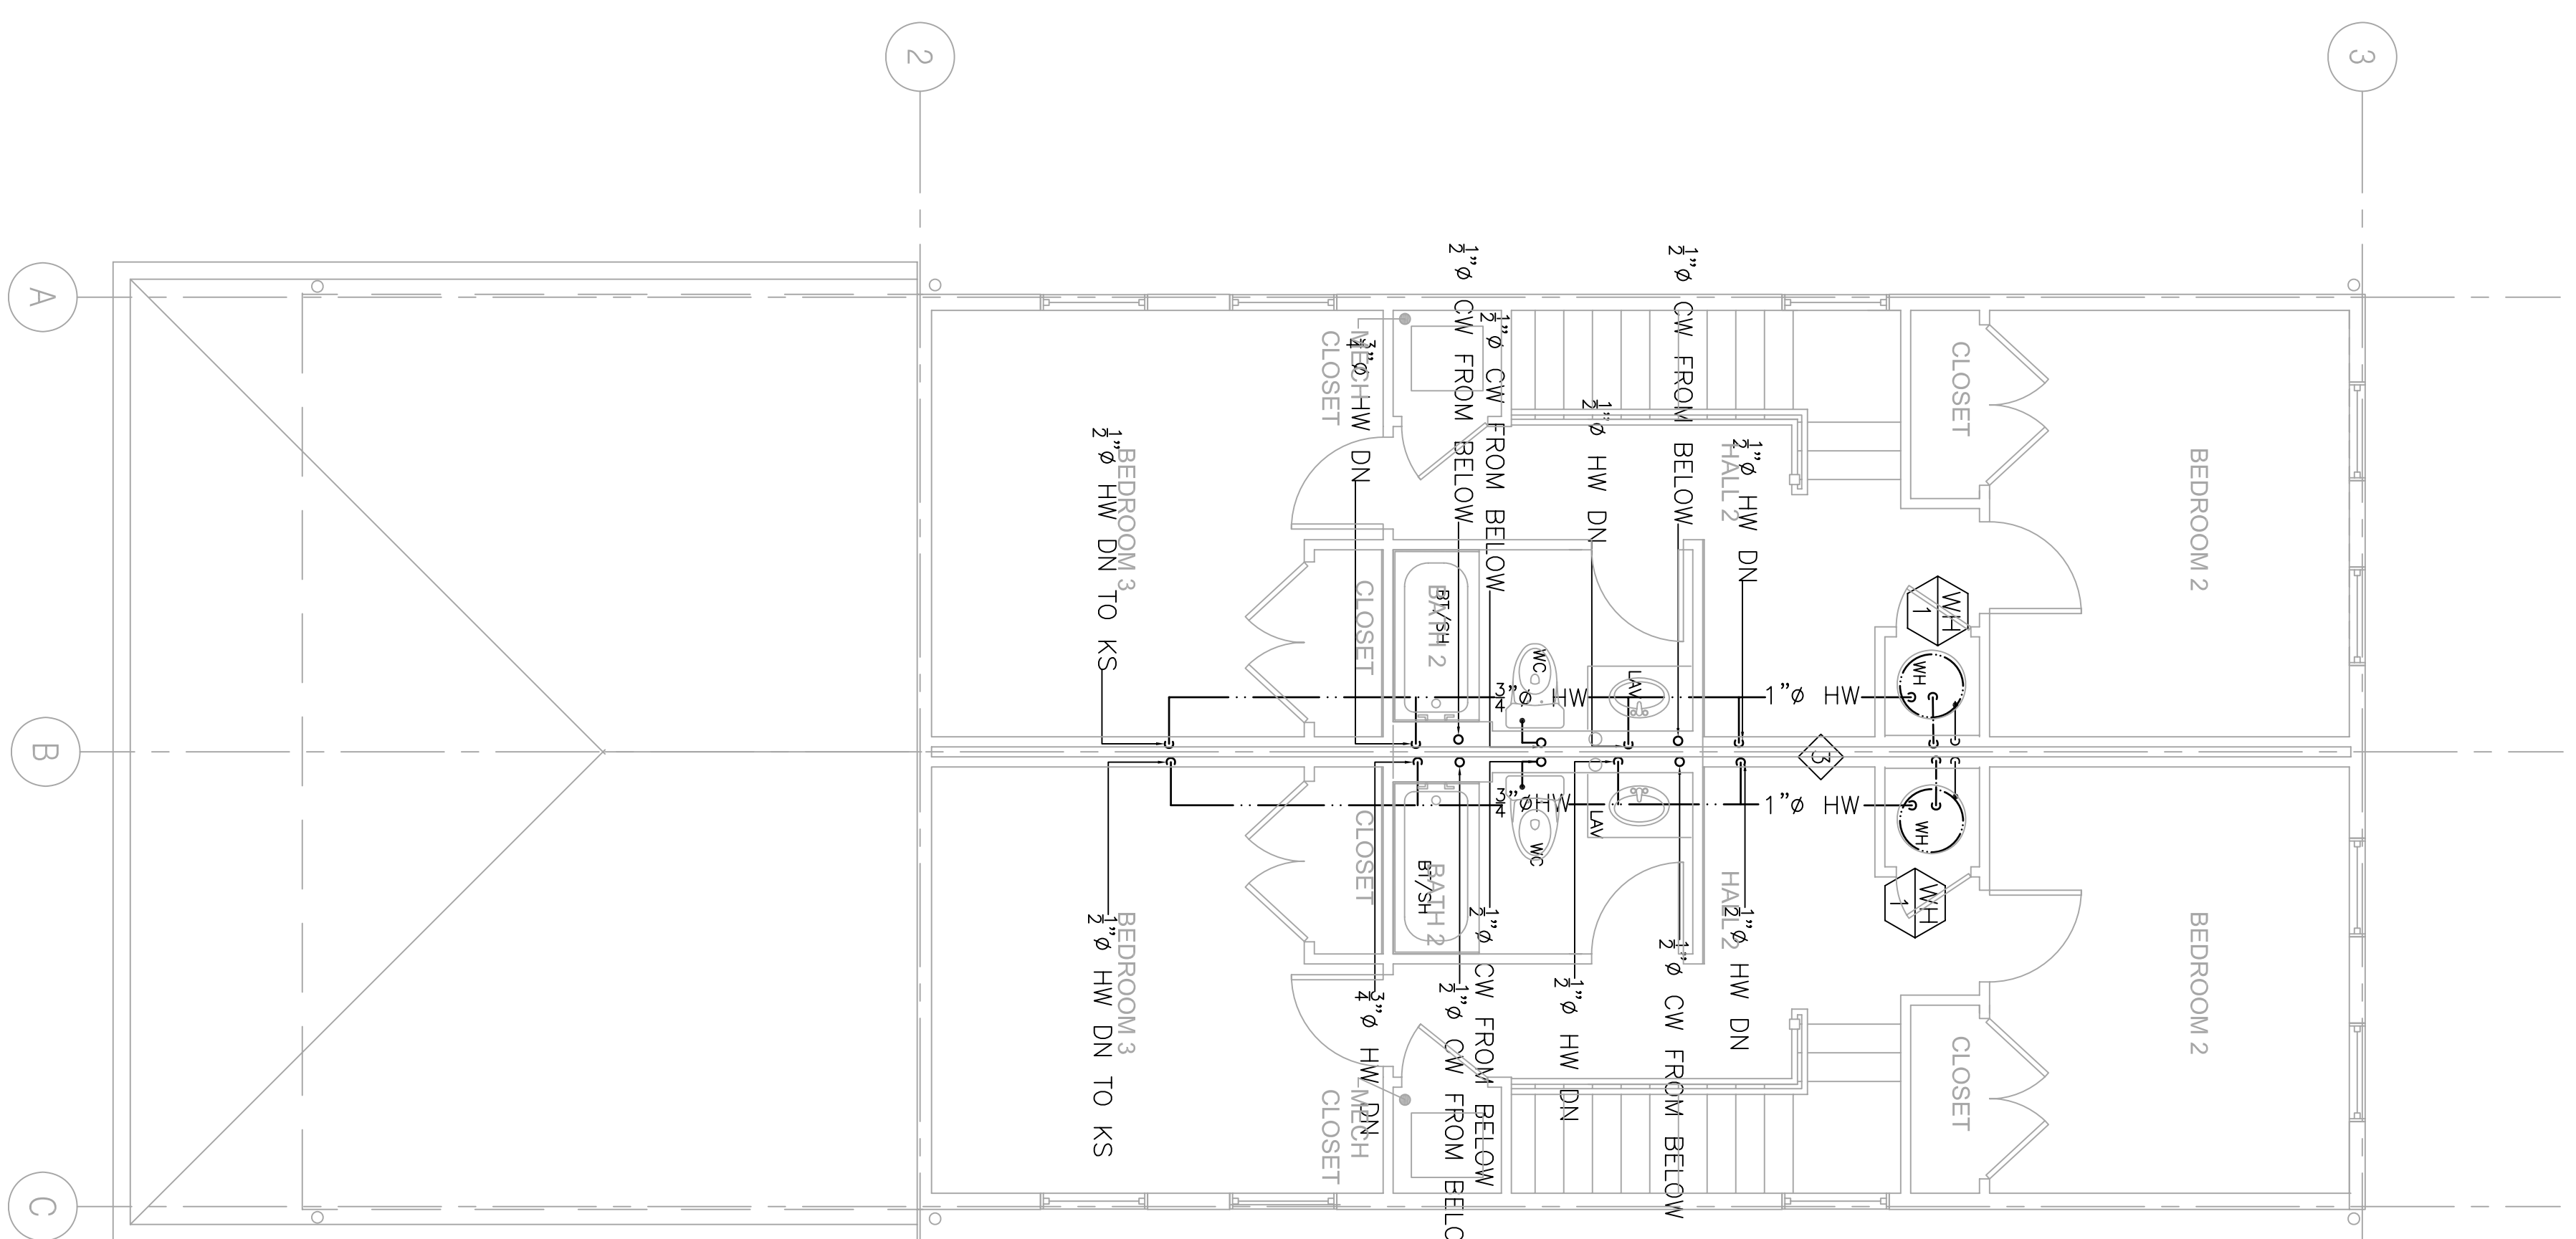 2
3
A
B
C
½"ø CW FROM BELOW
½"ø CW FROM BELOW
½"ø CW FROM BELOW
¾"ø HW DN
½"ø HW DN
½"ø HW DN
½"ø HW DN TO KS
MECH
CLOSET
CLOSET
BEDROOM 3
HALL 2
BEDROOM 2
CLOSET
BATH 2
BT/SH
WC
LAV
WH
1
WH
¾"ø HW
1"ø HW
3
¾"ø HW
1"ø HW
WH
WC
LAV
BT/SH
BATH 2
CLOSET
HALL 2
WH
1
BEDROOM 3
BEDROOM 2
½"ø HW DN TO KS
¾"ø HW DN
½"ø CW FROM BELOW
½"ø CW FROM BELO
½"ø HW DN
½"ø CW FROM BELOW
½"ø HW DN
MECH
CLOSET
CLOSET